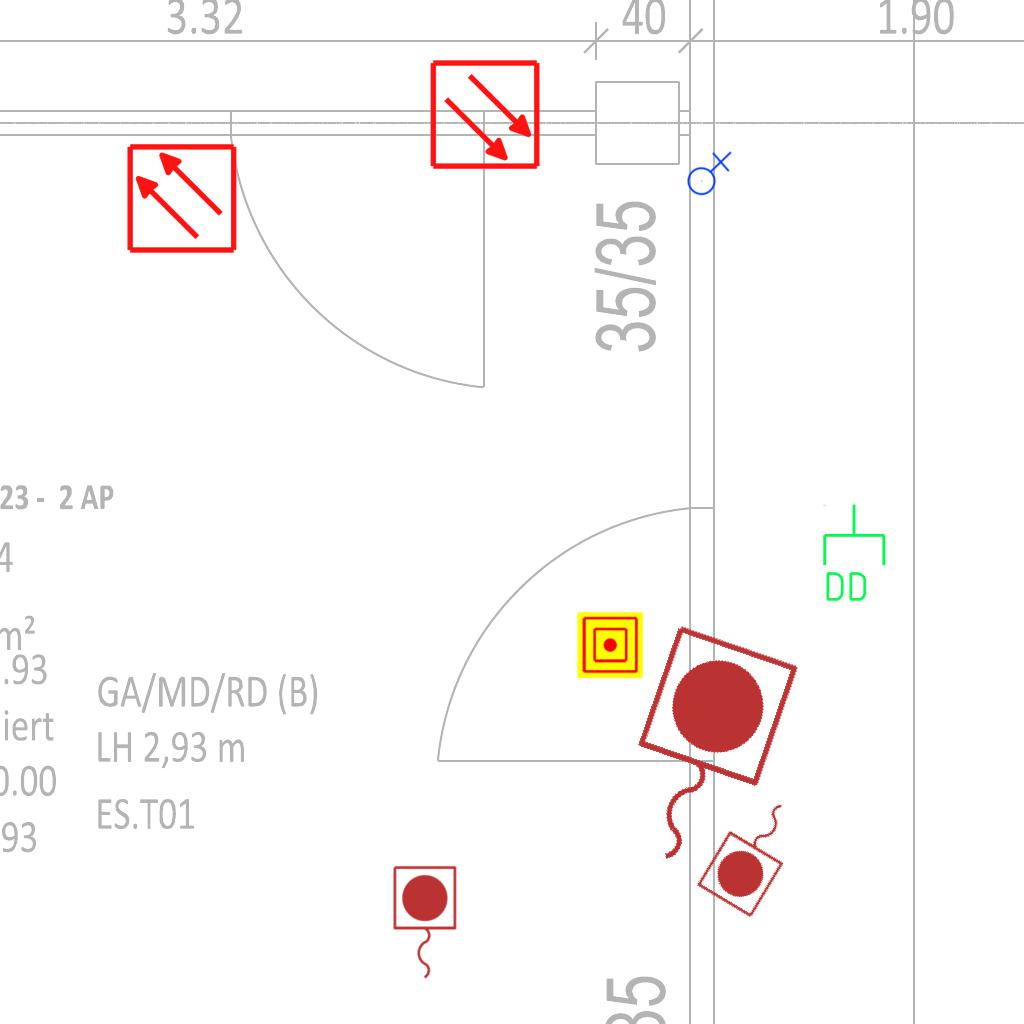 3.32
40
1.90
35/35
23 - 2 AP
4
m²
.93
iert
0.00
93
GA/MD/RD (B)
LH 2,93 m
ES.T01
DD
35